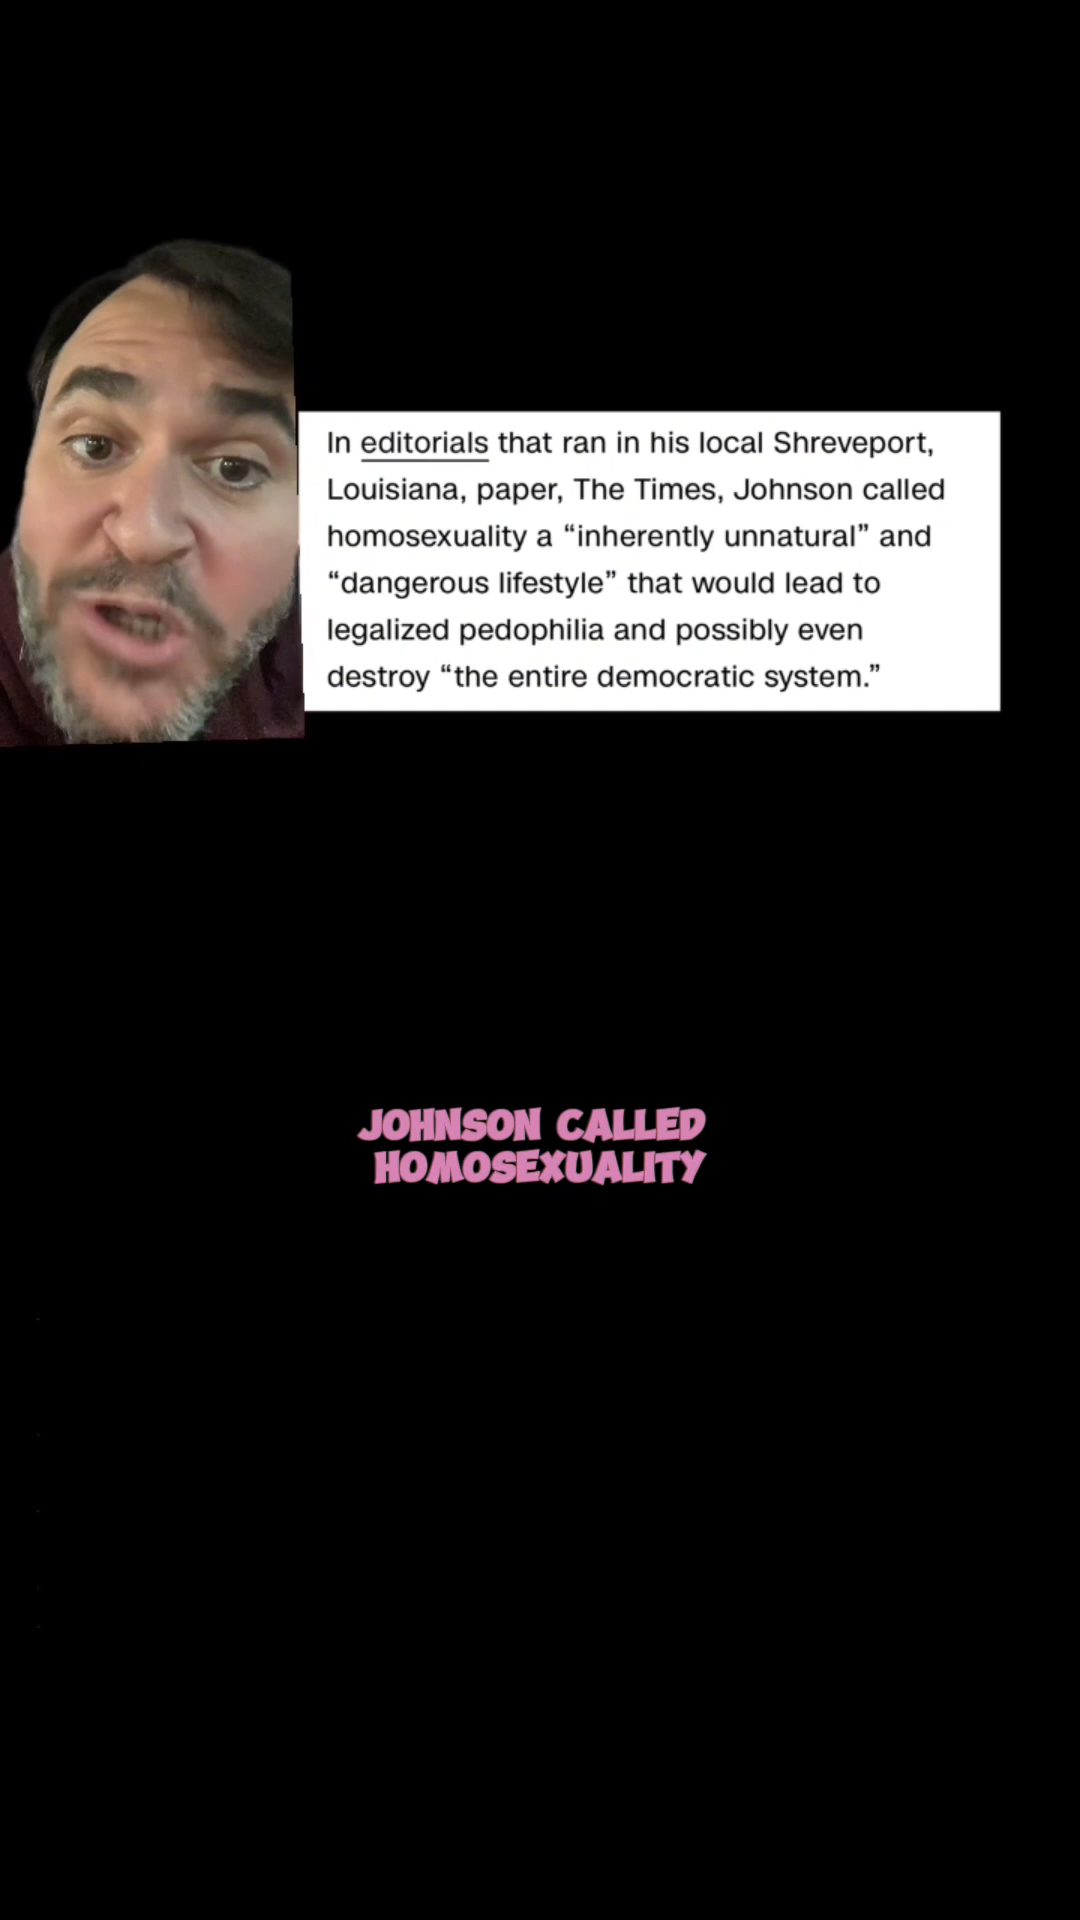 In editorials that ran in his local Shreveport,
Louisiana, paper, The Times, Johnson called
homosexuality a “inherently unnatural” and
“dangerous lifestyle” that would lead to
legalized pedophilia and possibly even
destroy “the entire democratic system.”
JOHNSON CALLED
HOMOSEXUALITY